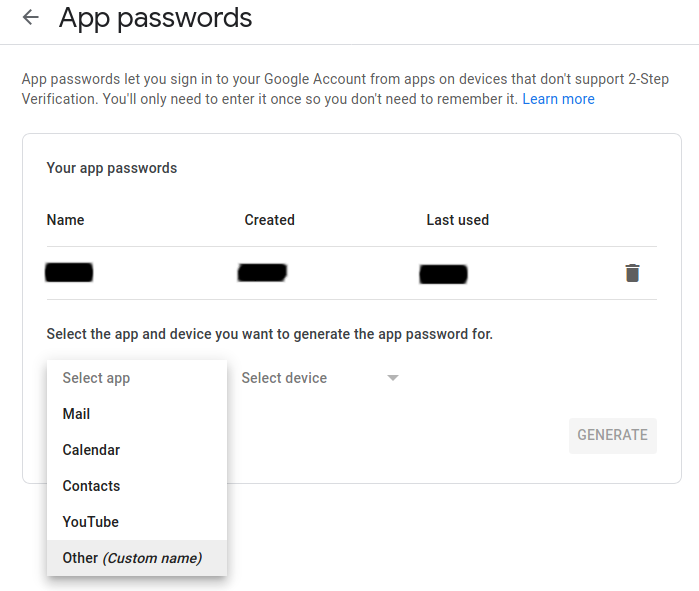 App passwords
App passwords let you sign in to your Google Account from apps on devices that don't support 2-Step
Verification. You'll only need to enter it once so you don't need to remember it. Learn more
Your app passwords
Name Created Last used
Select the app and device you want to generate the app password for.
Select app Select device
Mail
GENERATE
Calendar
Contacts
YouTube
Other (Custom name)